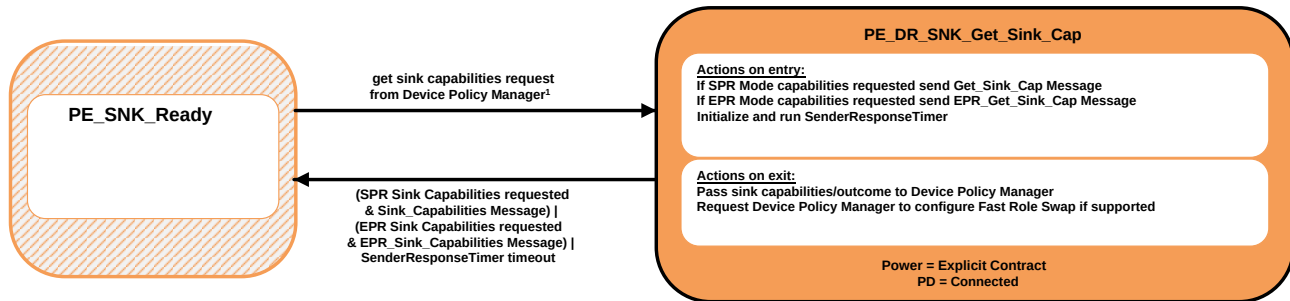 PE_SNK_Ready
get sink capabilities request
from Device Policy Manager¹
(SPR Sink Capabilities requested
& Sink_Capabilities Message) |
(EPR Sink Capabilities requested
& EPR_Sink_Capabilities Message) |
SenderResponseTimer timeout
PE_DR_SNK_Get_Sink_Cap
Actions on entry:
If SPR Mode capabilities requested send Get_Sink_Cap Message
If EPR Mode capabilities requested send EPR_Get_Sink_Cap Message
Initialize and run SenderResponseTimer
Actions on exit:
Pass sink capabilities/outcome to Device Policy Manager
Request Device Policy Manager to configure Fast Role Swap if supported
Power = Explicit Contract
PD = Connected